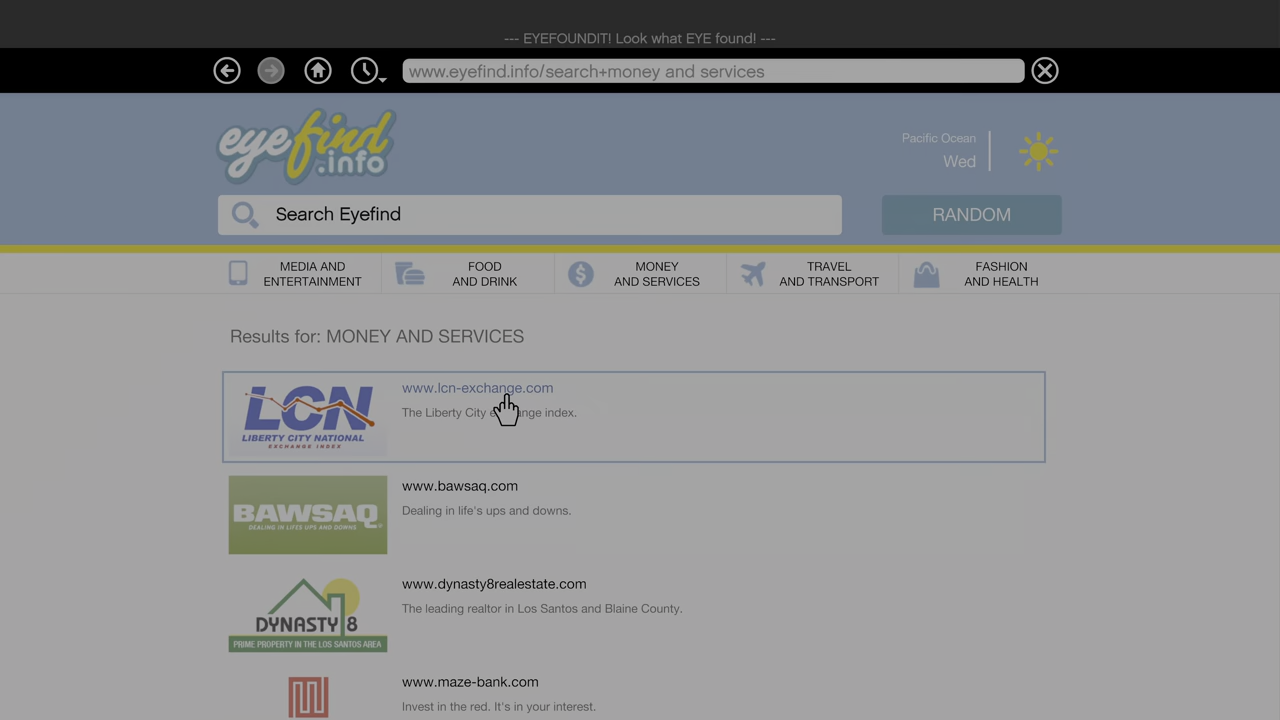 --- EYEFOUNDIT! Look what EYE found! ---
www.eyefind.info/search+money and services
eyefind
.info
Pacific Ocean
Wed
Search Eyefind
RANDOM
MEDIA AND
ENTERTAINMENT
FOOD
AND DRINK
MONEY
AND SERVICES
TRAVEL
AND TRANSPORT
FASHION
AND HEALTH
Results for: MONEY AND SERVICES
LCN
LIBERTY CITY NATIONAL
EXCHANGE INDEX
www.lcn-exchange.com
The Liberty City exchange index.
BAWSAQ
DEALING IN LIFES UPS AND DOWNS
www.bawsaq.com
Dealing in life's ups and downs.
DYNASTY 8
PRIME PROPERTY IN THE LOS SANTOS AREA
www.dynasty8realestate.com
The leading realtor in Los Santos and Blaine County.
www.maze-bank.com
Invest in the red. It's in your interest.